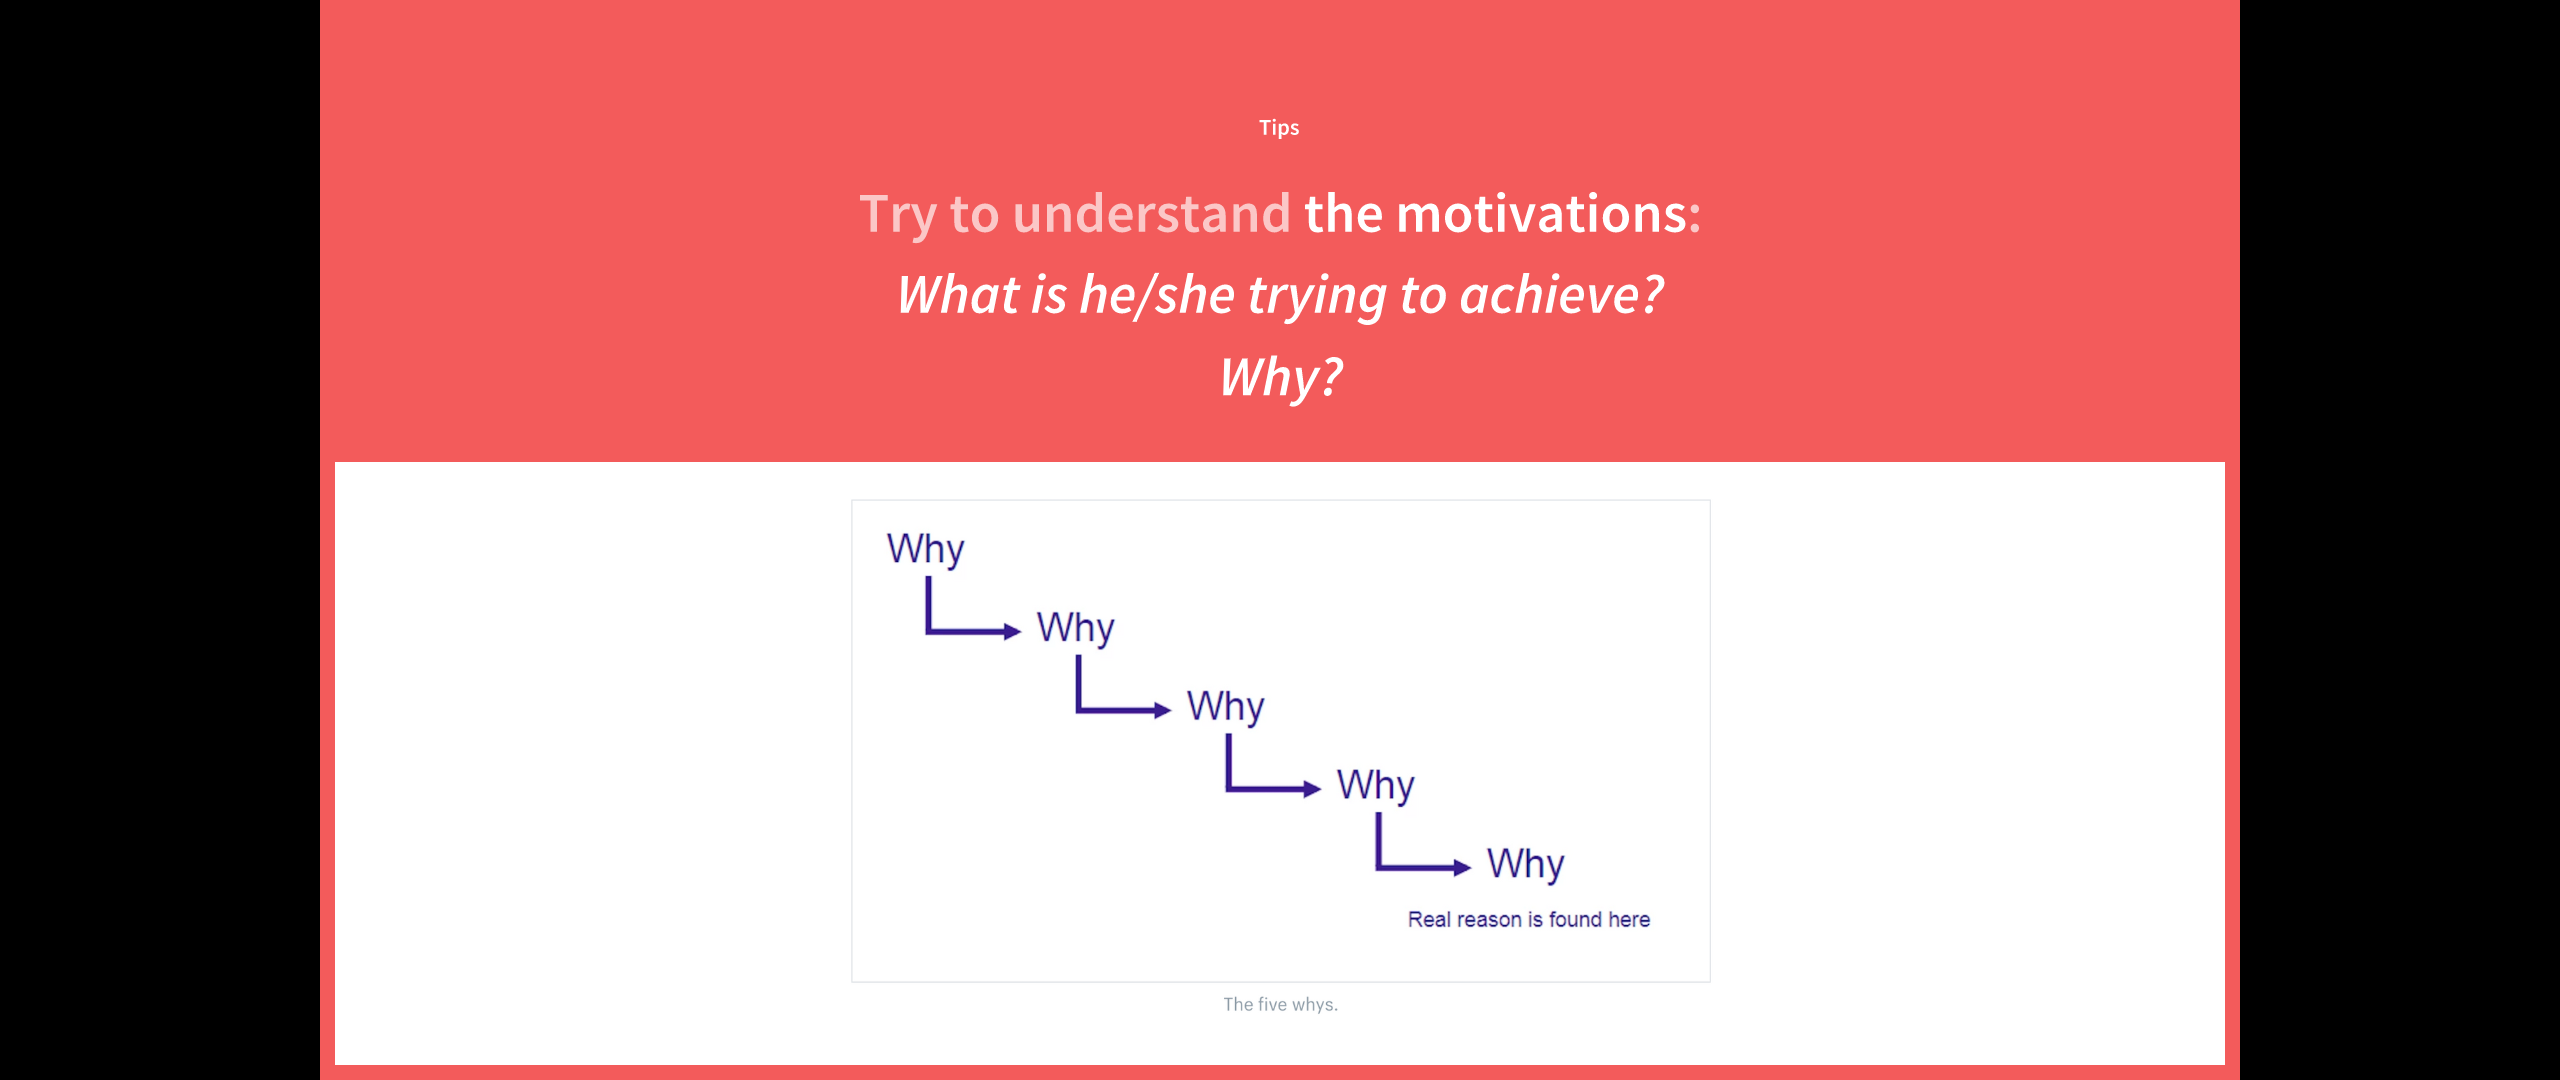 Tips
Try to understand the motivations:
What is he/she trying to achieve?
Why?
Why
Why
Why
Why
Why
Real reason is found here
The five whys.